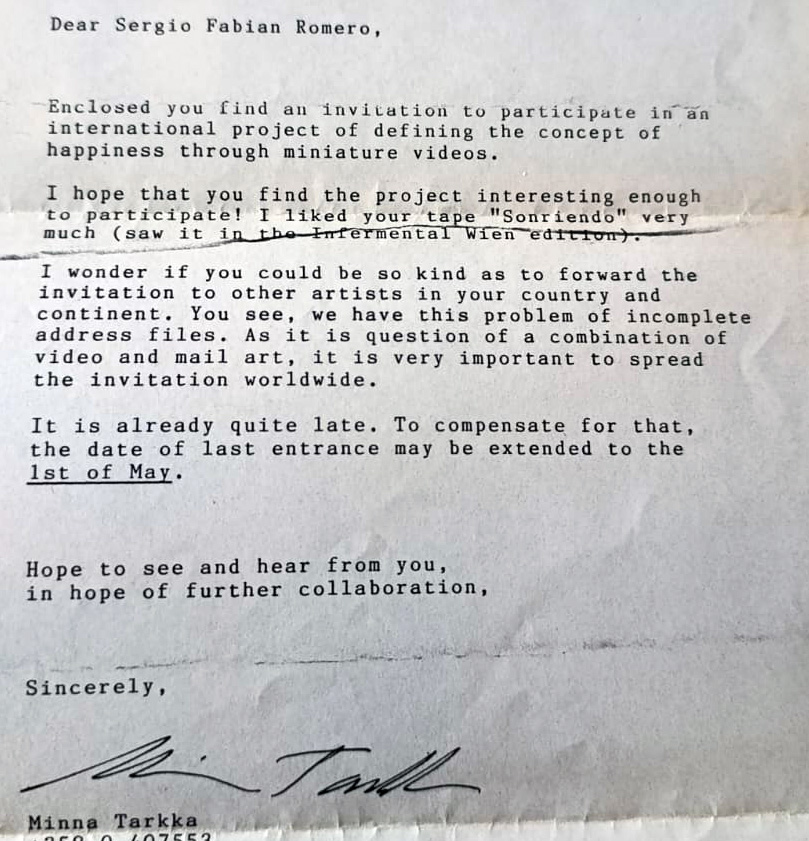 Dear Sergio Fabian Romero,
Enclosed you find an invitation to participate in an
international project of defining the concept of
happiness through miniature videos.
I hope that you find the project interesting enough
to participate! I liked your tape "Sonriendo" very
much (saw it in the Infermental Wien edition).
I wonder if you could be so kind as to forward the
invitation to other artists in your country and
continent. You see, we have this problem of incomplete
address files. As it is question of a combination of
video and mail art, it is very important to spread
the invitation worldwide.
It is already quite late. To compensate for that,
the date of last entrance may be extended to the
1st of May.
Hope to see and hear from you,
in hope of further collaboration,
Sincerely,
Minna Tarkka